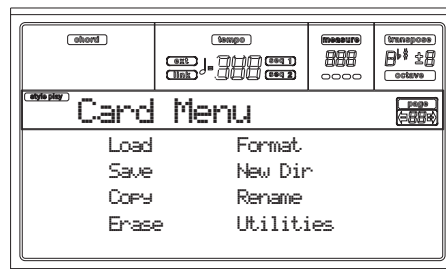 chord tempo measure transpose
ext seq 1 888
link seq 2
octave
style play page
Card Menu
Load Format
Save New Dir
Copy Rename
Erase Utilities